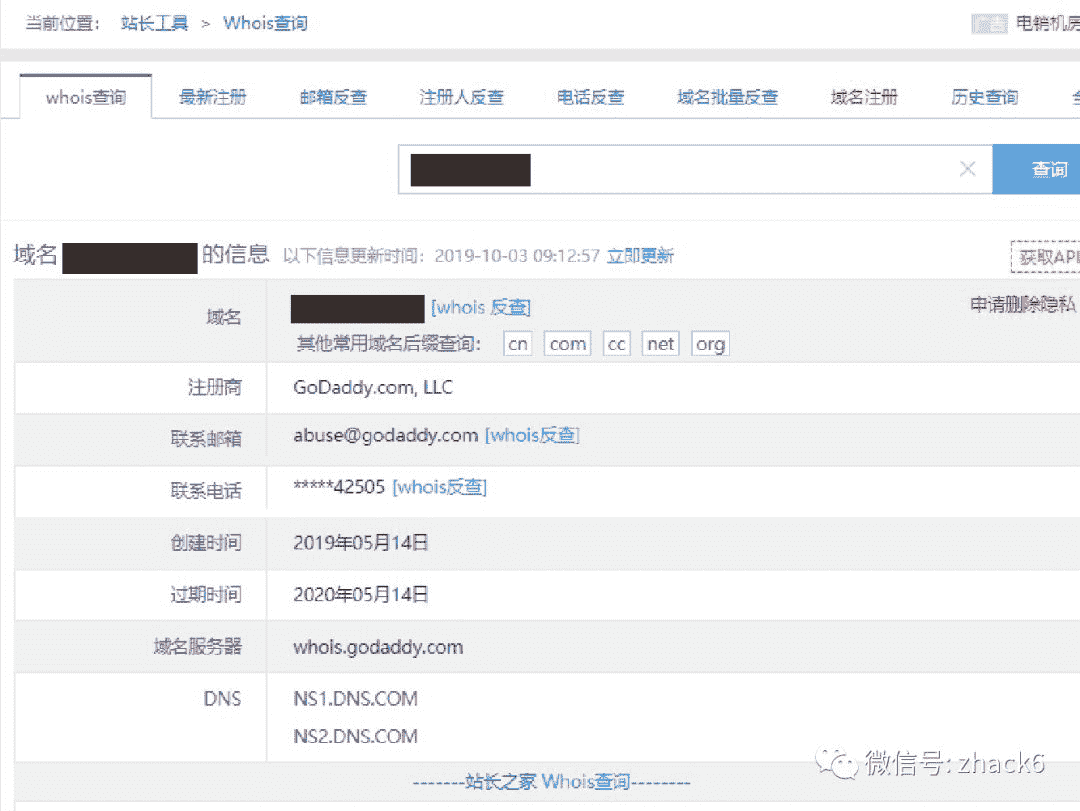 当前位置: 站长工具 > Whois查询 电销机房
whois查询 最新注册 邮箱反查 注册人反查 电话反查 域名批量反查 域名注册 历史查询
查询
域名 的信息 以下信息更新时间: 2019-10-03 09:12:57 立即更新 获取API
域名 [whois 反查] 申请删除隐私
其他常用域名后缀查询: cn com cc net org
注册商 GoDaddy.com, LLC
联系邮箱 abuse@godaddy.com [whois反查]
联系电话 *****42505 [whois反查]
创建时间 2019年05月14日
过期时间 2020年05月14日
域名服务器 whois.godaddy.com
DNS NS1.DNS.COM
NS2.DNS.COM
-------站长之家 Whois查询--------
微信号: zhack6